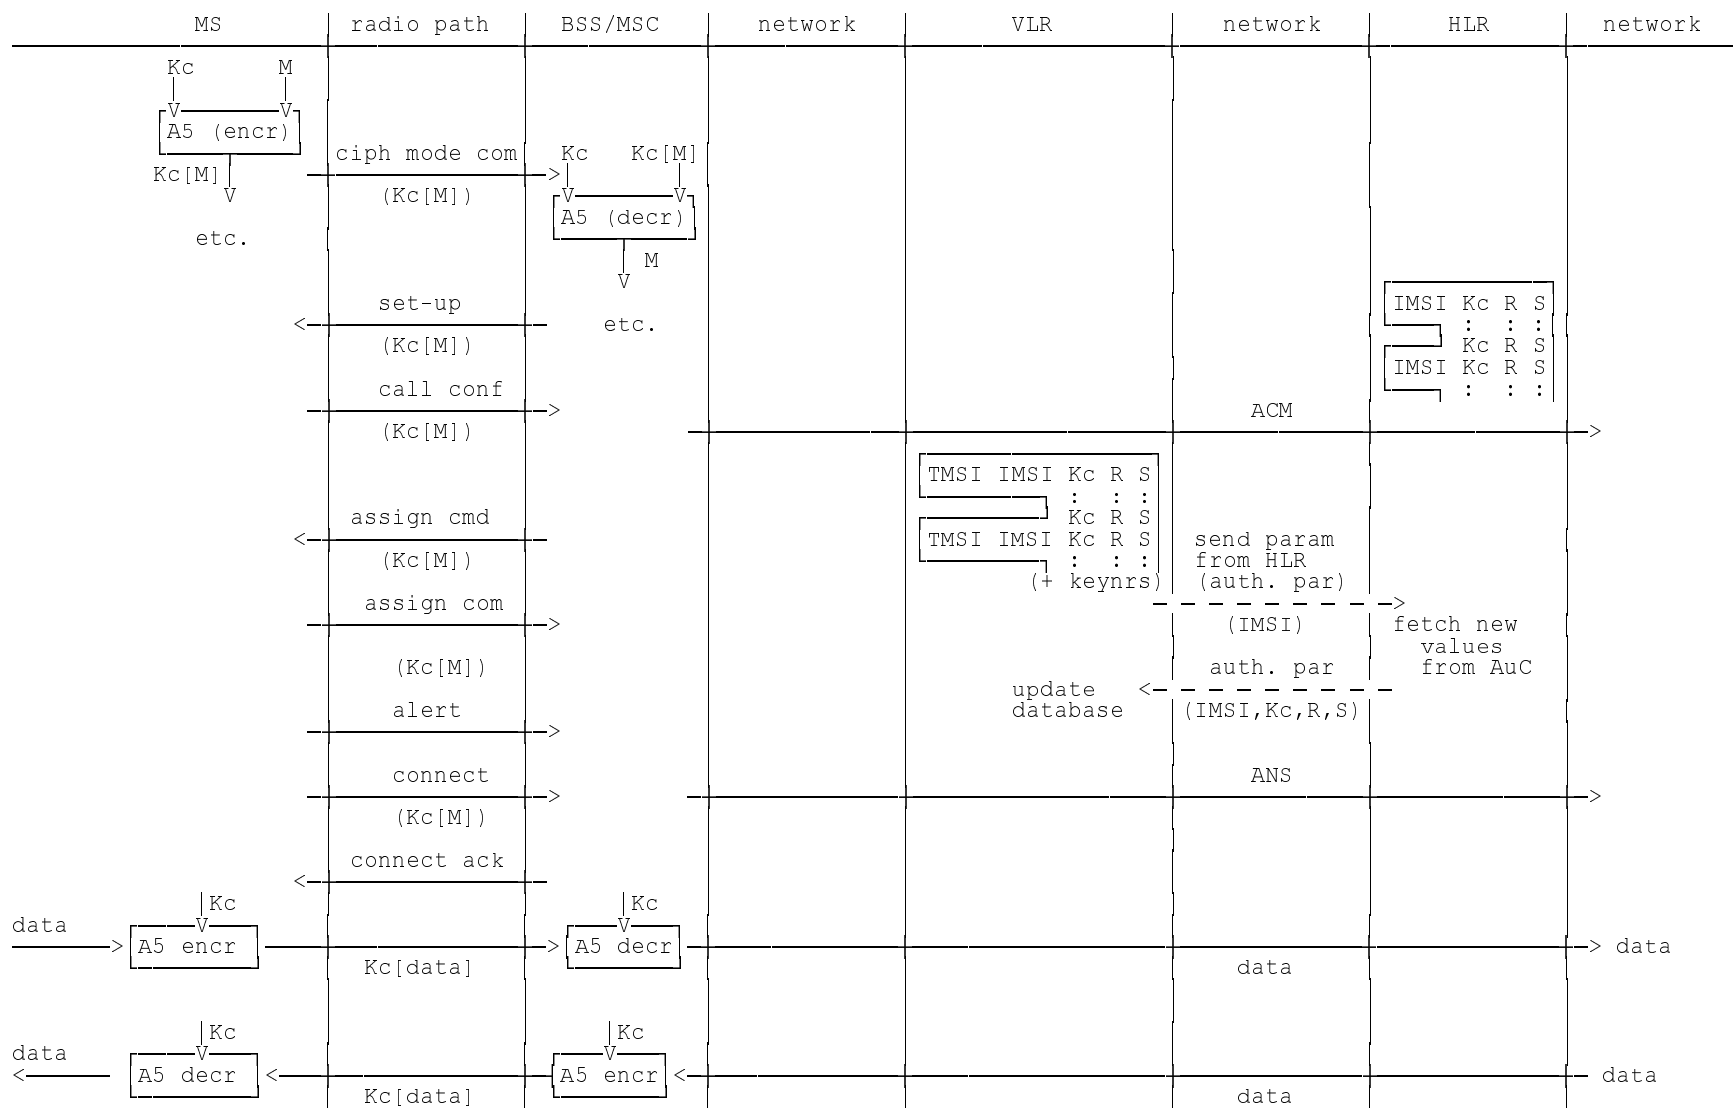 MS radio path BSS/MSC network VLR network HLR network
Kc M
A5 (encr)
ciph mode com Kc Kc[M]
Kc[M]
(Kc[M])
A5 (decr)
etc.
M
set-up IMSI Kc R S
etc. : : :
(Kc[M]) Kc R S
IMSI Kc R S
call conf : : :
ACM
(Kc[M])
TMSI IMSI Kc R S
: : :
assign cmd Kc R S
TMSI IMSI Kc R S send param
(Kc[M]) : : : from HLR
(+ keynrs) (auth. par)
assign com
(IMSI) fetch new
values
(Kc[M]) auth. par from AuC
update
alert database (IMSI,Kc,R,S)
connect ANS
(Kc[M])
connect ack
Kc Kc
data
A5 encr A5 decr data
Kc[data] data
Kc Kc
data
A5 decr A5 encr data
Kc[data] data